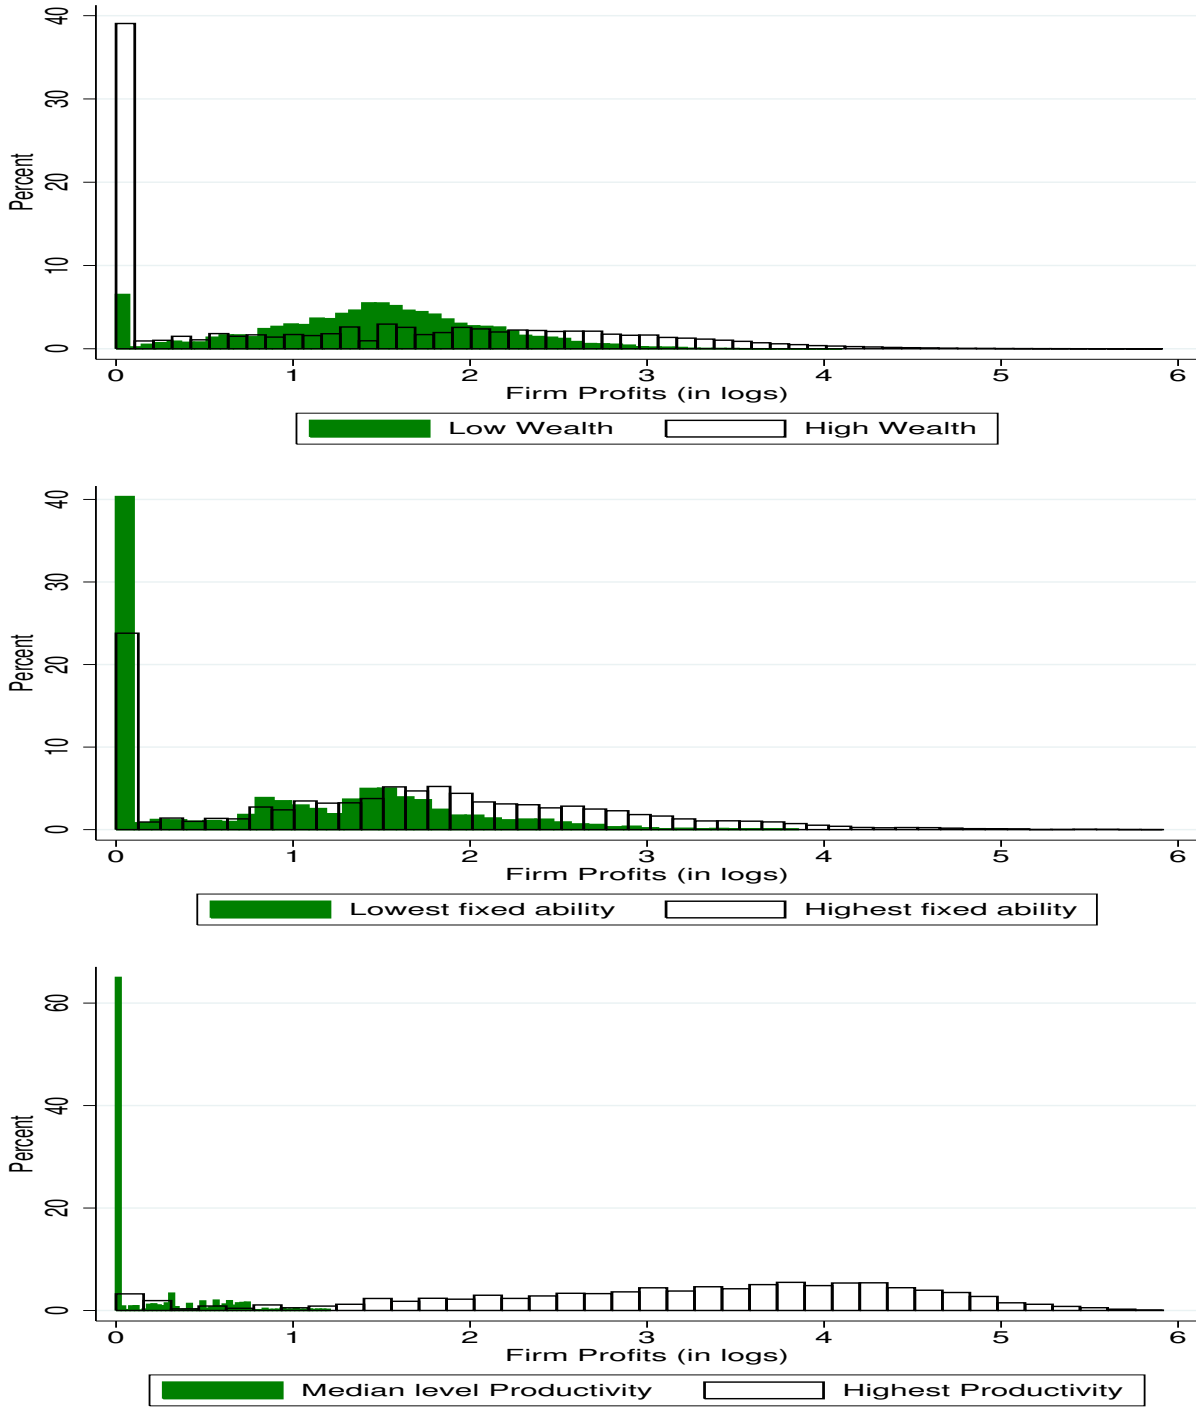 40
30
20
10
0
Percent
0 1 2 3 4 5 6
Firm Profits (in logs)
Low Wealth High Wealth
40
30
20
10
0
Percent
0 1 2 3 4 5 6
Firm Profits (in logs)
Lowest fixed ability Highest fixed ability
60
40
20
0
Percent
0 1 2 3 4 5 6
Firm Profits (in logs)
Median level Productivity Highest Productivity